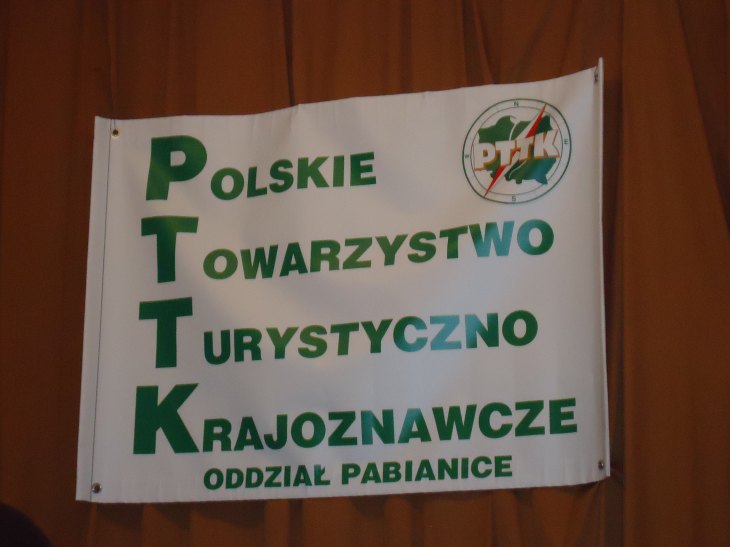 POLSKIE
TOWARZYSTWO
TURYSTYCZNO
KRAJOZNAWCZE
ODDZIAŁ PABIANICE
N
PTTK
S